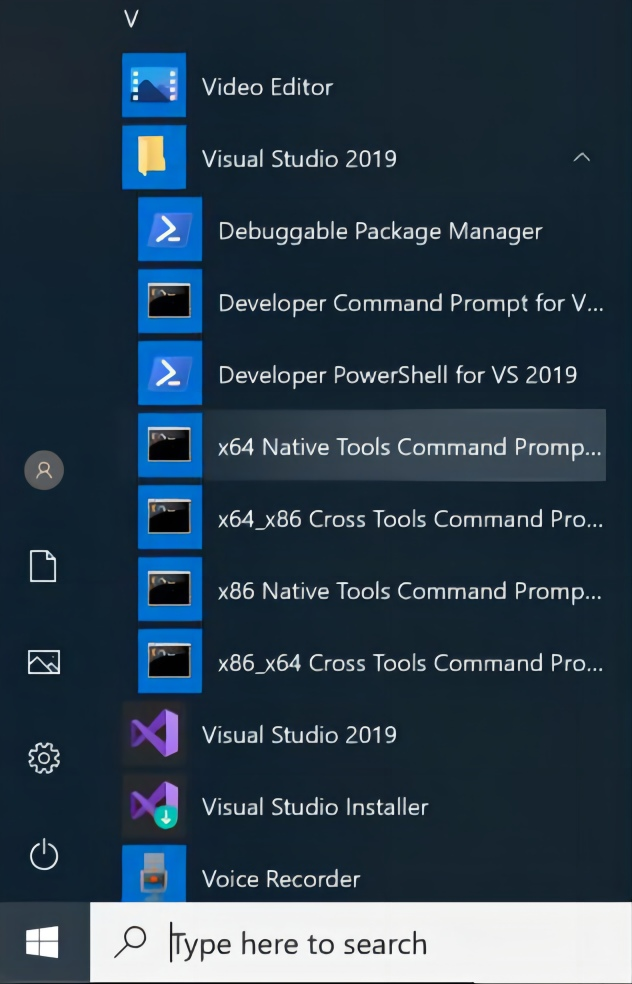 V
Video Editor
Visual Studio 2019
Debuggable Package Manager
Developer Command Prompt for V...
Developer PowerShell for VS 2019
x64 Native Tools Command Promp...
x64_x86 Cross Tools Command Pro...
x86 Native Tools Command Promp...
x86_x64 Cross Tools Command Pro...
Visual Studio 2019
Visual Studio Installer
Voice Recorder
Type here to search